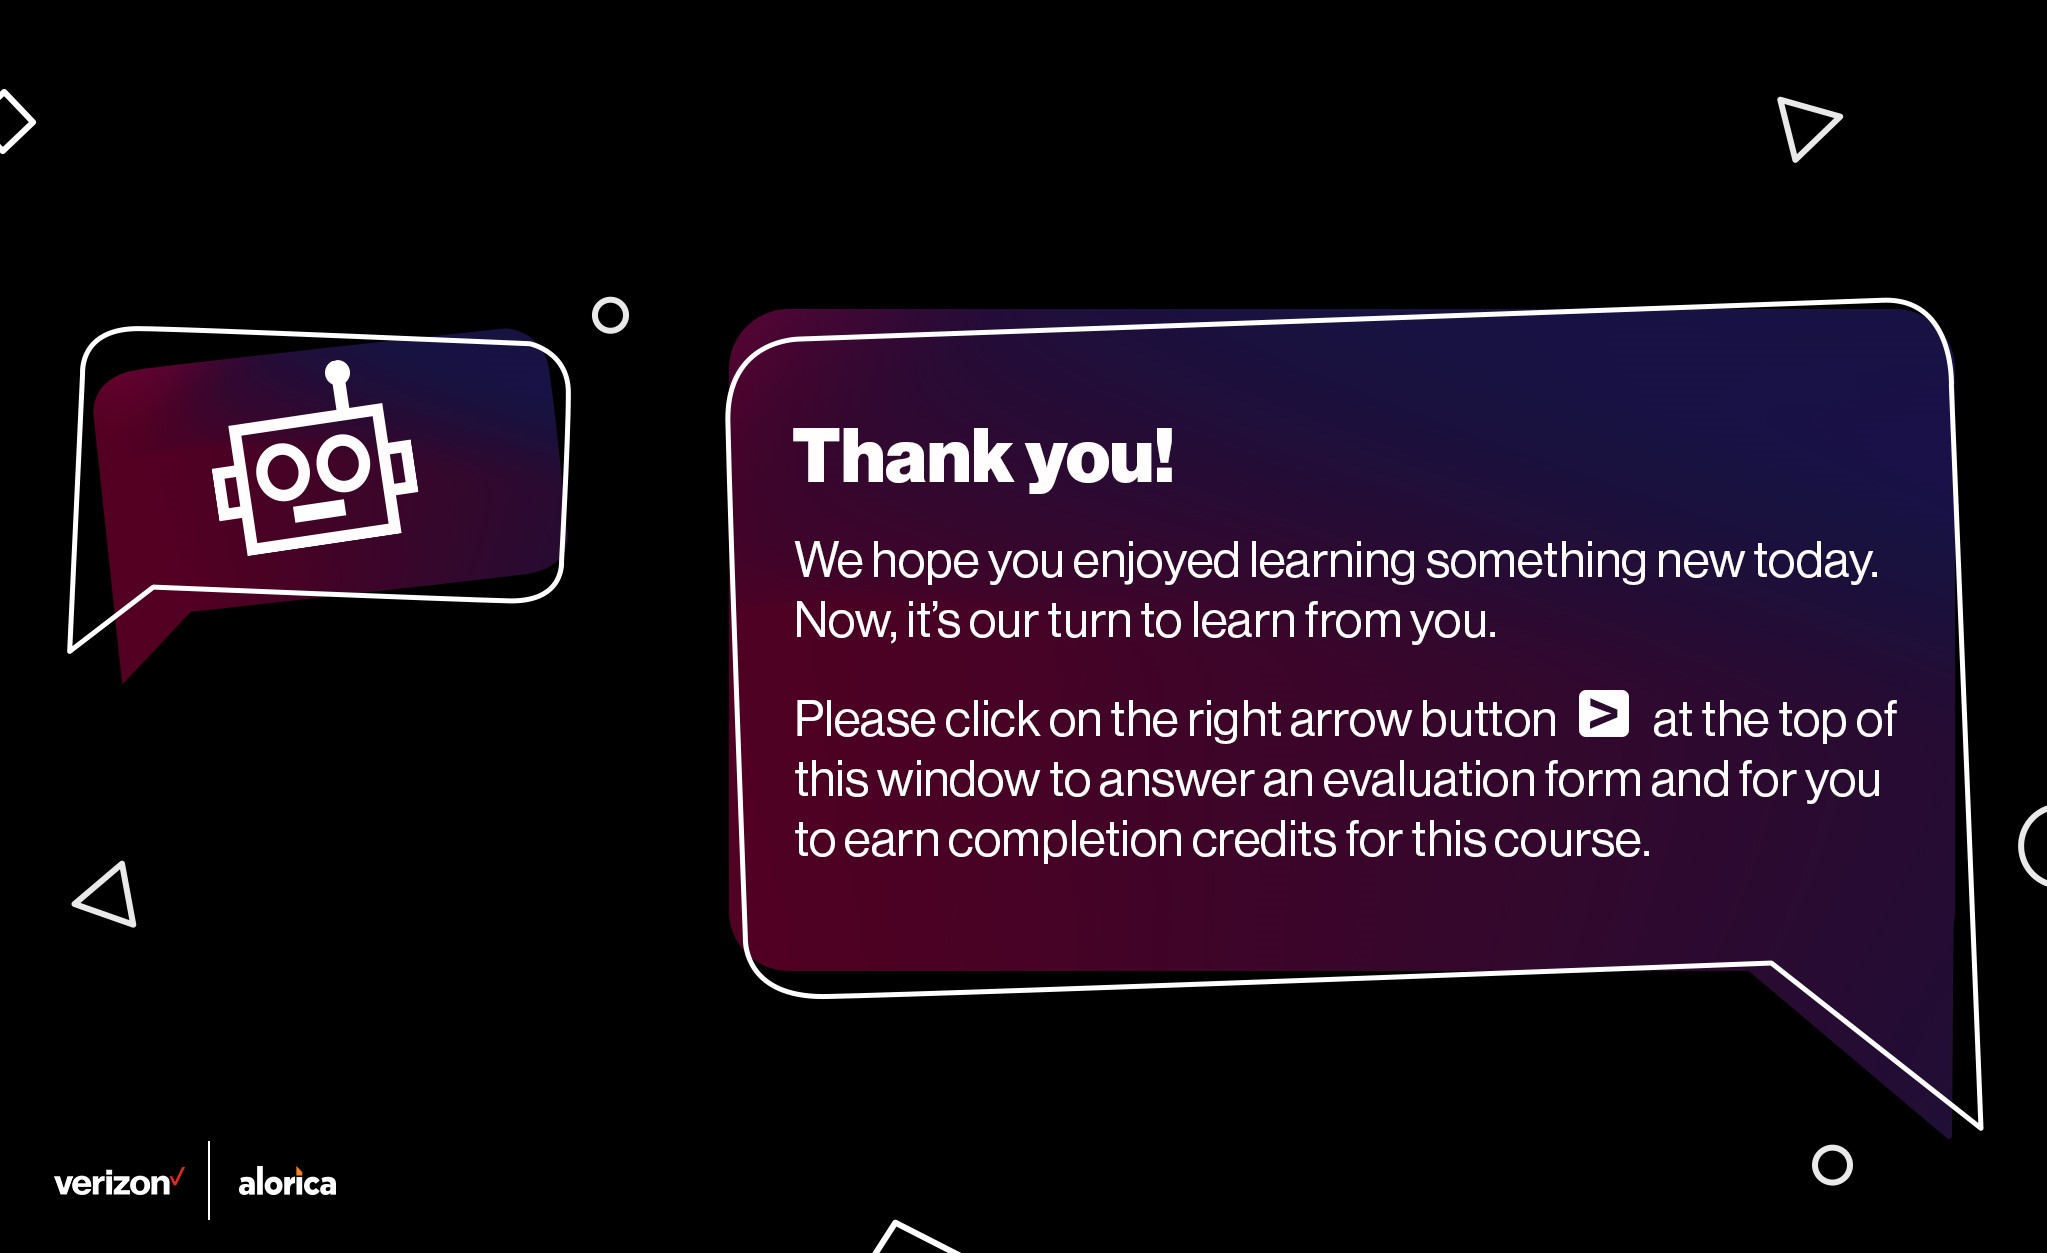 Thank you!
We hope you enjoyed learning something new today.
Now, it’s our turn to learn from you.
Please click on the right arrow button > at the top of
this window to answer an evaluation form and for you
to earn completion credits for this course.
verizon✓ | alorica